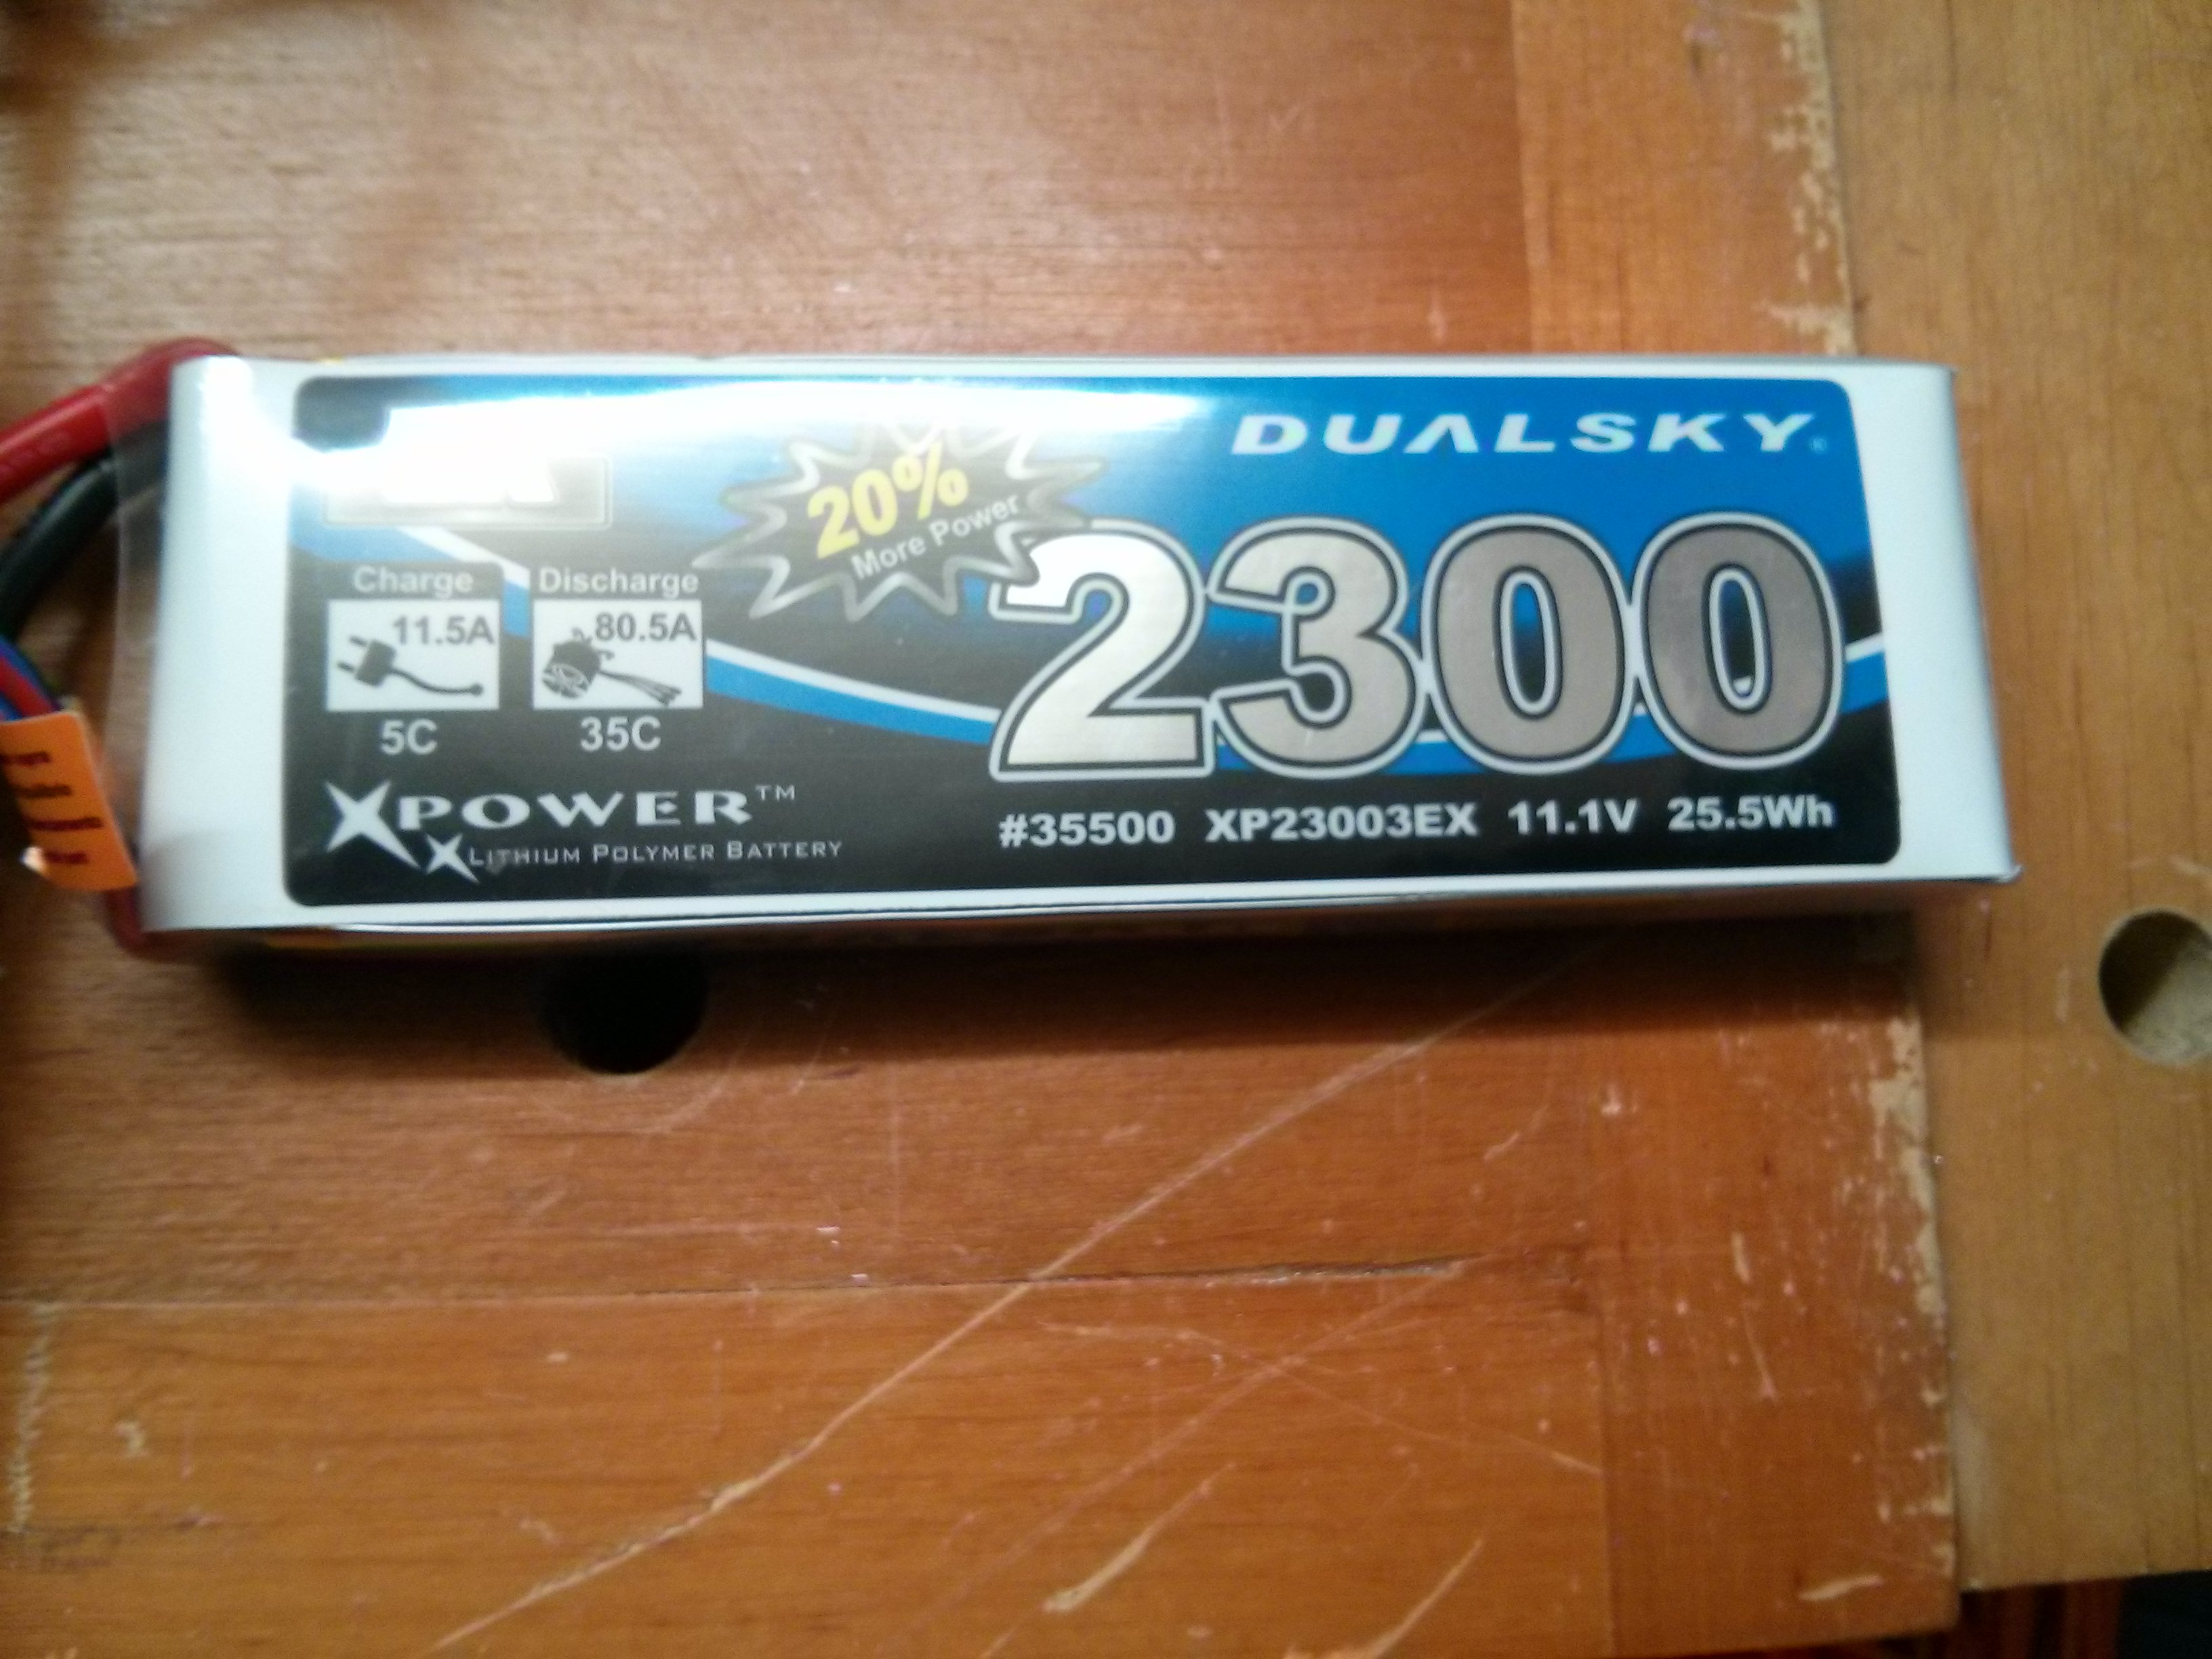 DUALSKY®
20%
More Power
2300
Charge
11.5A
5C
Discharge
80.5A
35C
XPOWER™
X LITHIUM POLYMER BATTERY
#35500 XP23003EX 11.1V 25.5Wh